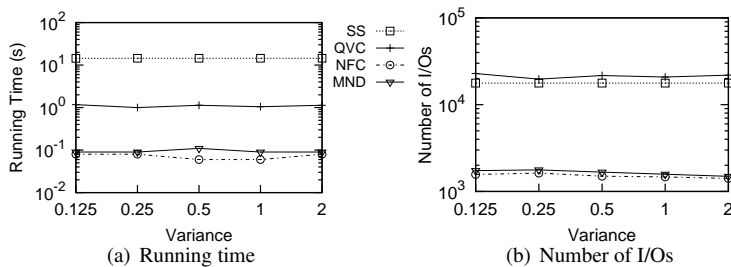 10^2
10^1
10^0
10^-1
10^-2
Running Time (s)
0.125 0.25 0.5 1 2
Variance
(a) Running time
SS
QVC
NFC
MND
10^5
10^4
10^3
Number of I/Os
0.125 0.25 0.5 1 2
Variance
(b) Number of I/Os